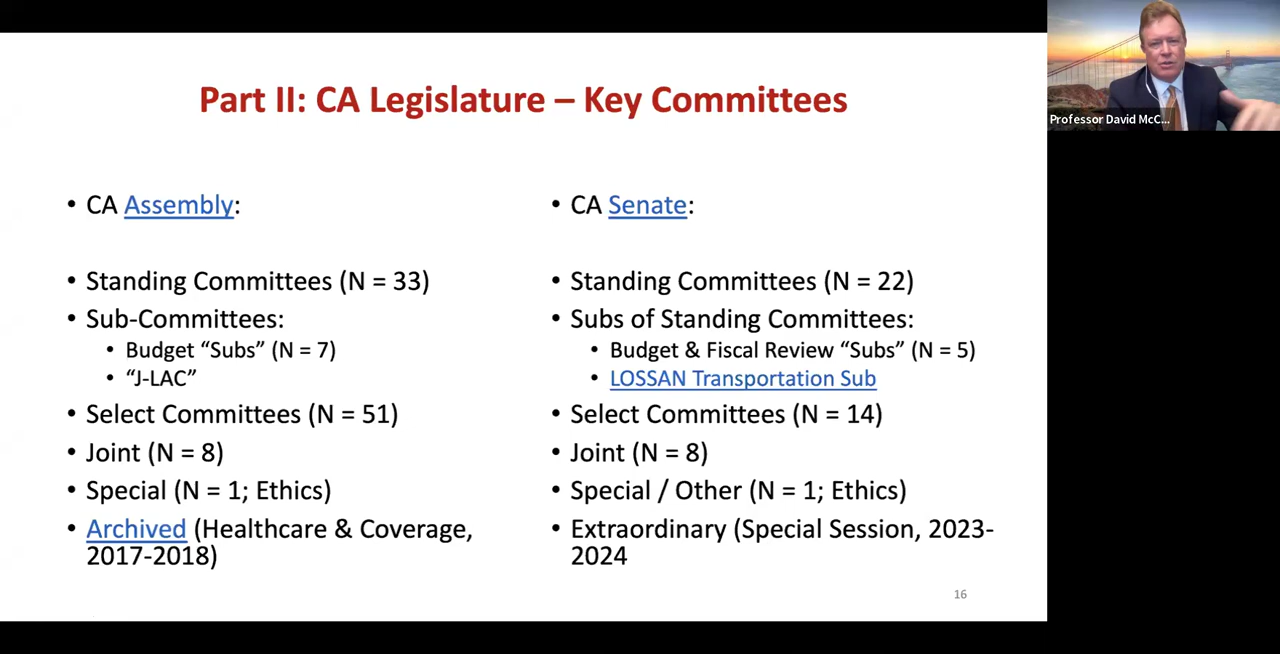 Part II: CA Legislature – Key Committees
• CA Assembly:
• Standing Committees (N = 33)
• Sub-Committees:
• Budget “Subs” (N = 7)
• “J-LAC”
• Select Committees (N = 51)
• Joint (N = 8)
• Special (N = 1; Ethics)
• Archived (Healthcare & Coverage,
2017-2018)
• CA Senate:
• Standing Committees (N = 22)
• Subs of Standing Committees:
• Budget & Fiscal Review “Subs” (N = 5)
• LOSSAN Transportation Sub
• Select Committees (N = 14)
• Joint (N = 8)
• Special / Other (N = 1; Ethics)
• Extraordinary (Special Session, 2023-
2024
16
Professor David McC...